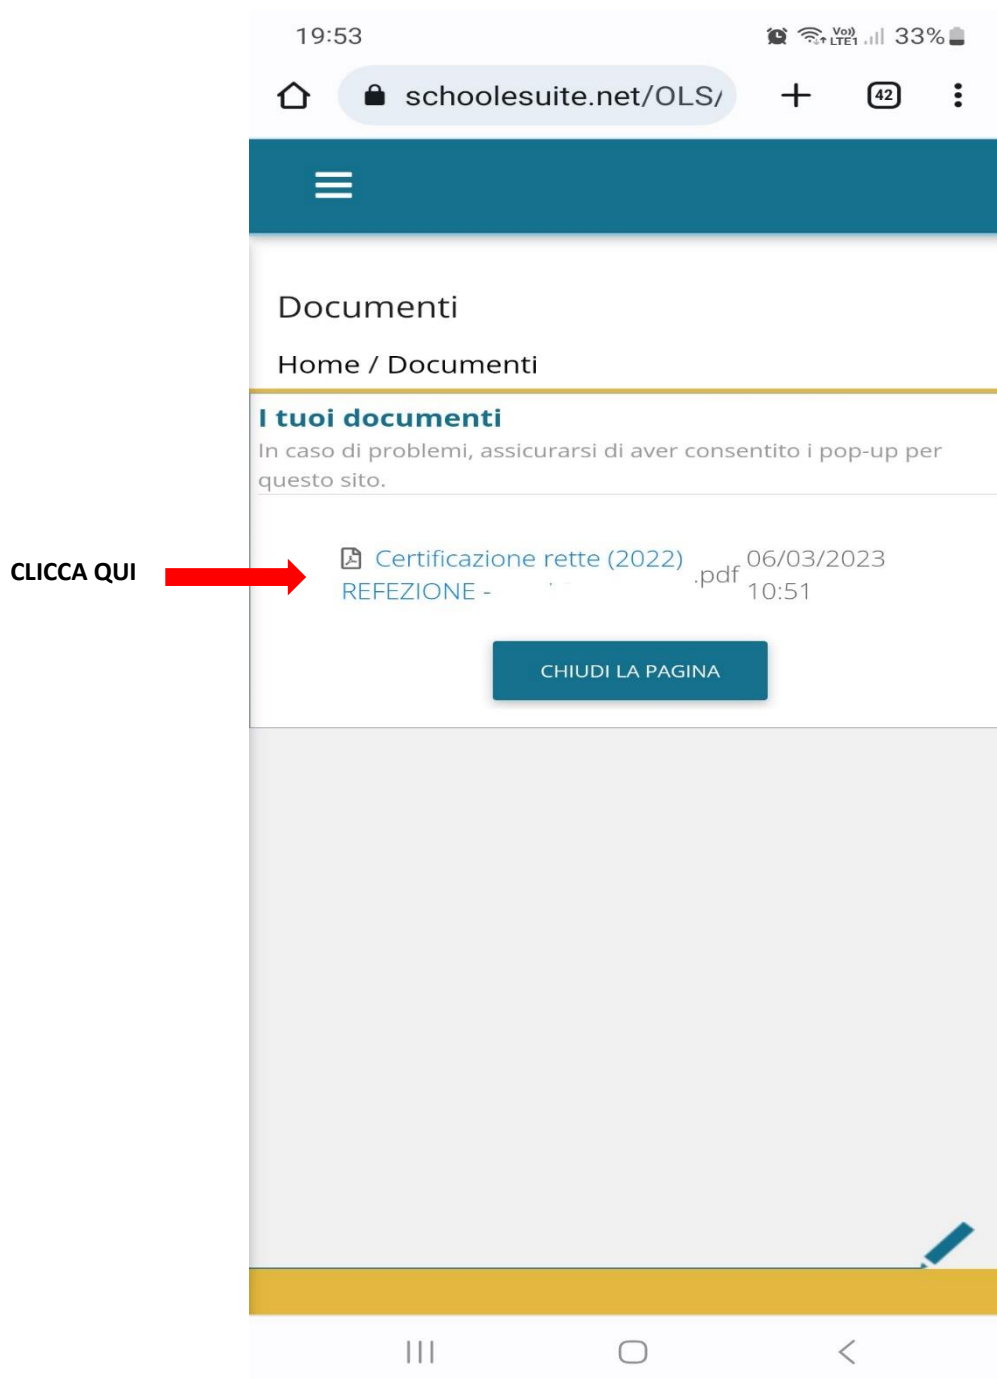 19:53
Vo)) LTE1 33%
schoolesuite.net/OLS/
42
Documenti
Home / Documenti
I tuoi documenti
In caso di problemi, assicurarsi di aver consentito i pop-up per
questo sito.
CLICCA QUI
Certificazione rette (2022)
REFEZIONE -
.pdf
06/03/2023
10:51
CHIUDI LA PAGINA